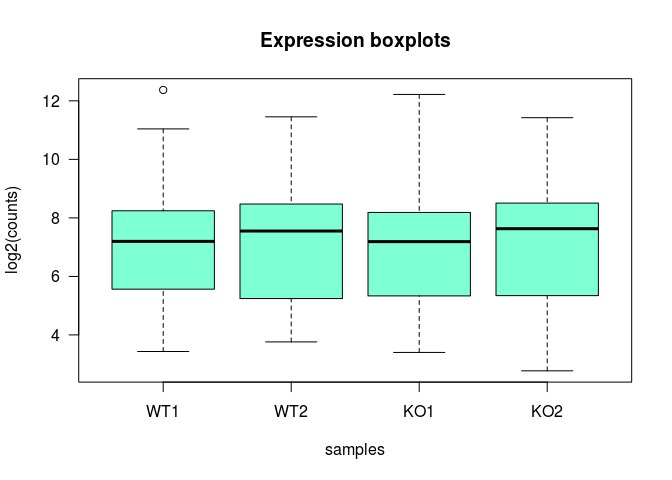 Expression boxplots
log2(counts)
12
10
8
6
4
WT1 WT2 KO1 KO2
samples